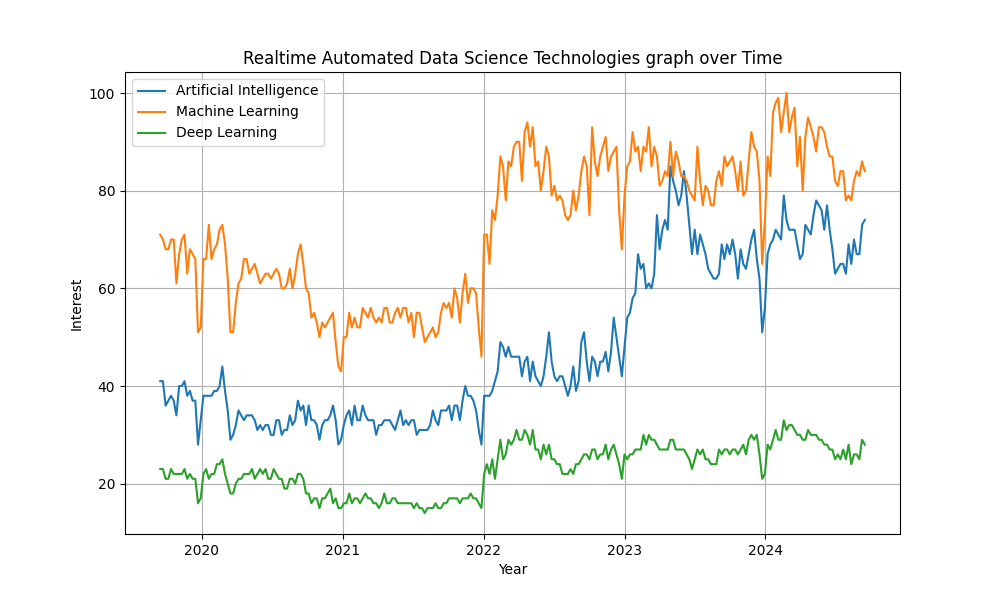 Realtime Automated Data Science Technologies graph over Time
Artificial Intelligence
Machine Learning
Deep Learning
100
80
60
40
20
Interest
2020
2021
2022
2023
2024
Year